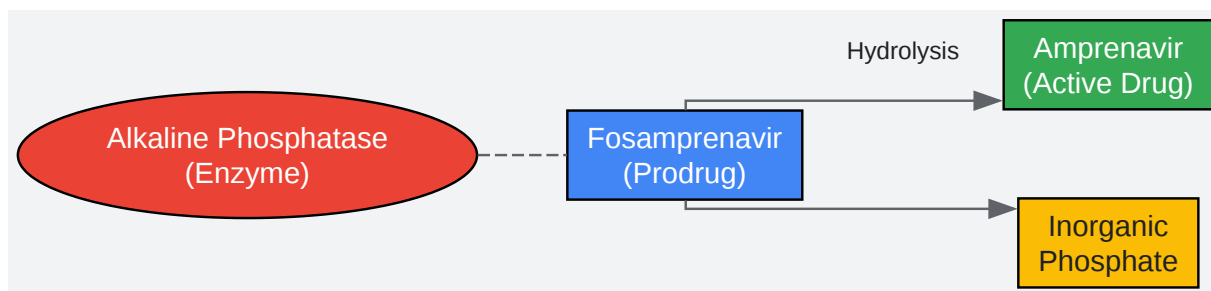 Alkaline Phosphatase
(Enzyme)
Fosamprenavir
(Prodrug)
Hydrolysis
Amprenavir
(Active Drug)
Inorganic
Phosphate